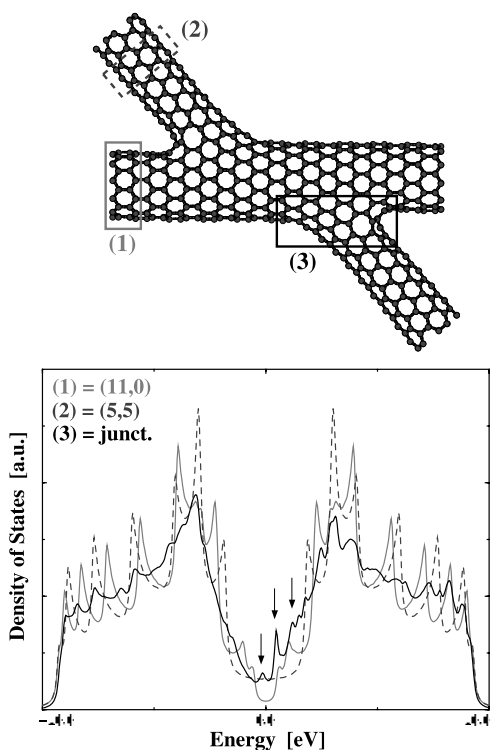 (2)
(1)
(3)
(1) = (11,0)
(2) = (5,5)
(3) = junct.
Density of States [a.u.]
Energy [eV]